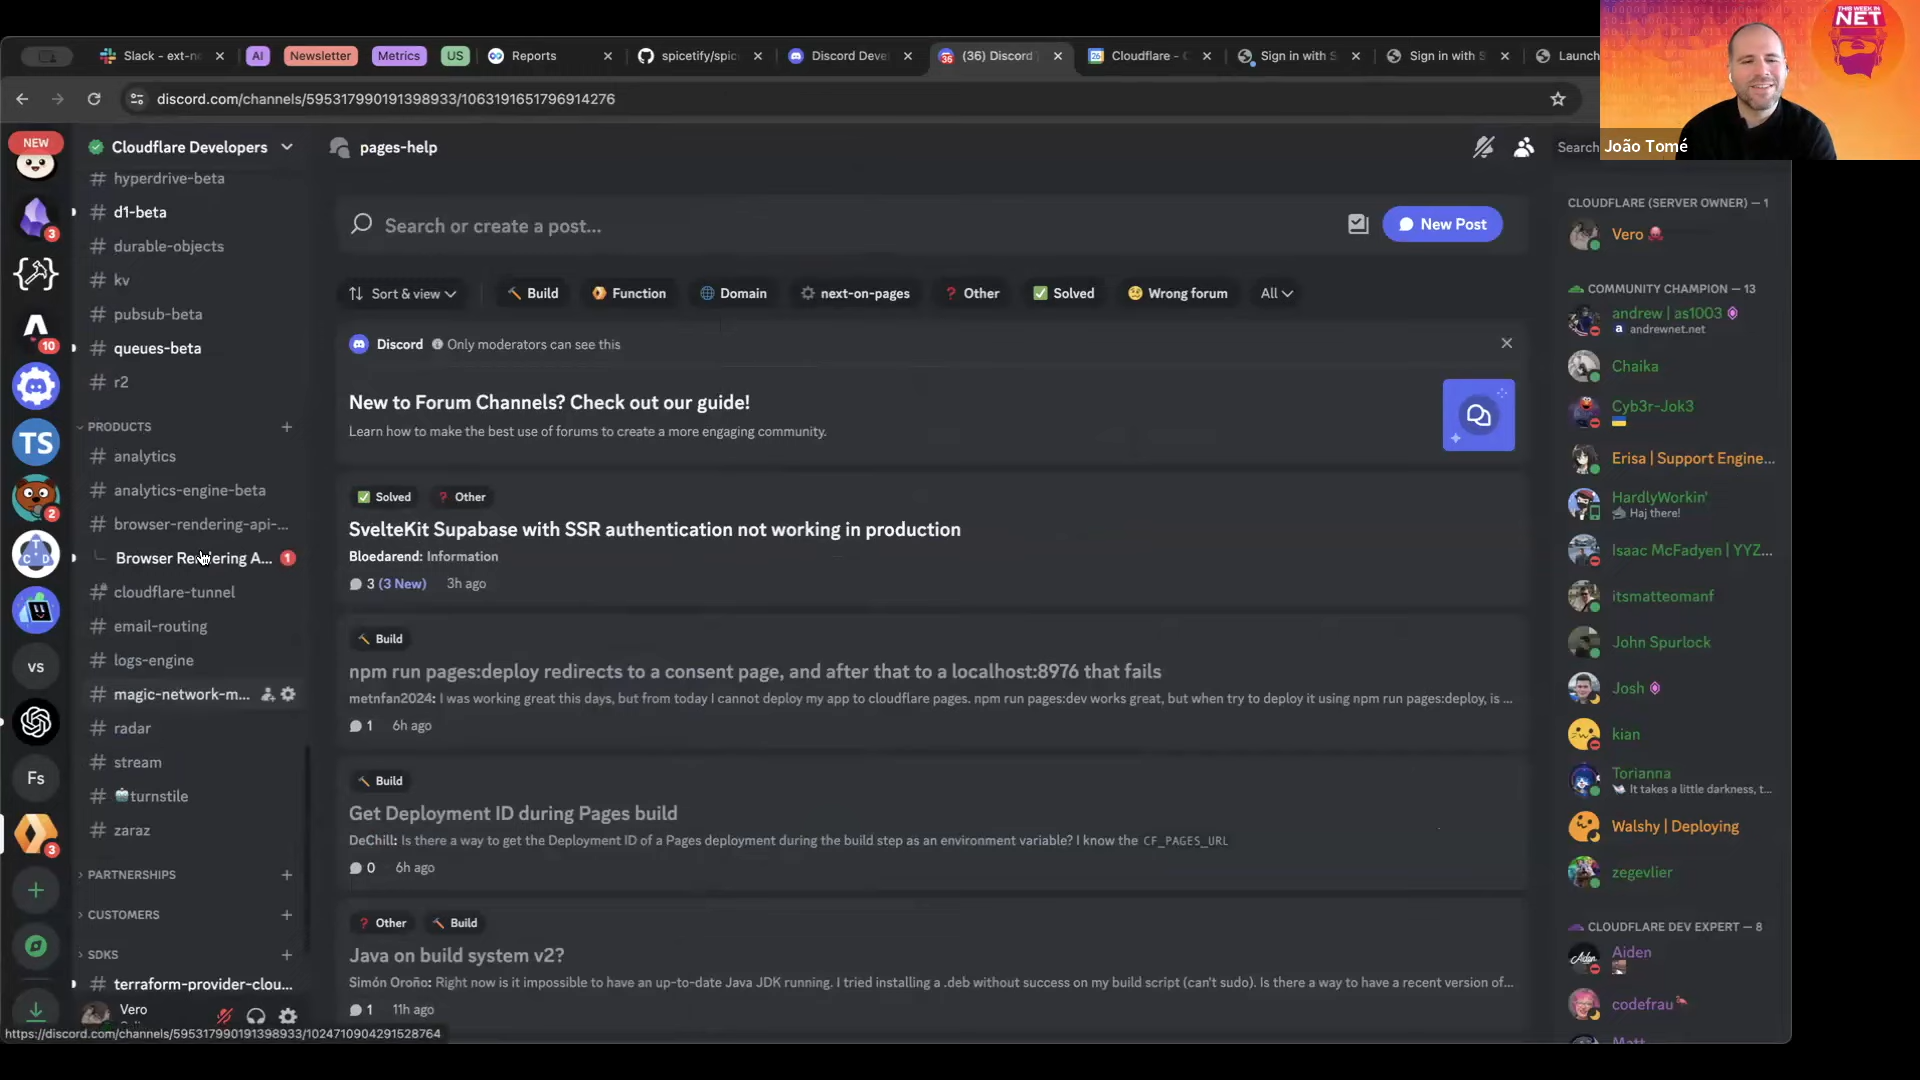 Slack - ext-n
AI
Newsletter
Metrics
US
Reports
spicetify/spic
Discord Deve
(36) Discord
Cloudflare -
Sign in with S
Sign in with S
Launc
THIS WEEK IN
NET
João Tomé
discord.com/channels/595317990191398933/1063191651796914276
NEW
3
10
TS
2
VS
Fs
3
Cloudflare Developers
hyperdrive-beta
d1-beta
durable-objects
kv
pubsub-beta
queues-beta
r2
PRODUCTS
analytics
analytics-engine-beta
browser-rendering-api-...
Browser Rendering A... 1
cloudflare-tunnel
email-routing
logs-engine
magic-network-m...
radar
stream
turnstile
zaraz
PARTNERSHIPS
CUSTOMERS
SDKS
terraform-provider-clou...
Vero
https://discord.com/channels/595317990191398933/1024710904291528764
pages-help
Search
Search or create a post...
New Post
Sort & view
Build
Function
Domain
next-on-pages
Other
Solved
Wrong forum
All
Discord Only moderators can see this
New to Forum Channels? Check out our guide!
Learn how to make the best use of forums to create a more engaging community.
Solved Other
SvelteKit Supabase with SSR authentication not working in production
Bloedarend: Information
3 (3 New) 3h ago
Build
npm run pages:deploy redirects to a consent page, and after that to a localhost:8976 that fails
metnfan2024: I was working great this days, but from today I cannot deploy my app to cloudflare pages. npm run pages:dev works great, but when try to deploy it using npm run pages:deploy, is ...
1 6h ago
Build
Get Deployment ID during Pages build
DeChill: Is there a way to get the Deployment ID of a Pages deployment during the build step as an environment variable? I know the CF_PAGES_URL
0 6h ago
Other Build
Java on build system v2?
Simón Oroño: Right now is it impossible to have an up-to-date Java JDK running. I tried installing a .deb without success on my build script (can't sudo). Is there a way to have a recent version of...
1 11h ago
CLOUDFLARE (SERVER OWNER) — 1
Vero
COMMUNITY CHAMPION — 13
andrew | as1003
andrewnet.net
Chaika
Cyb3r-Jok3
Erisa | Support Engine...
HardlyWorkin'
Haj there!
Isaac McFadyen | YYZ...
itsmatteomanf
John Spurlock
Josh
kian
Torianna
It takes a little darkness, t...
Walshy | Deploying
zegevlier
CLOUDFLARE DEV EXPERT — 8
Aiden
codefrau